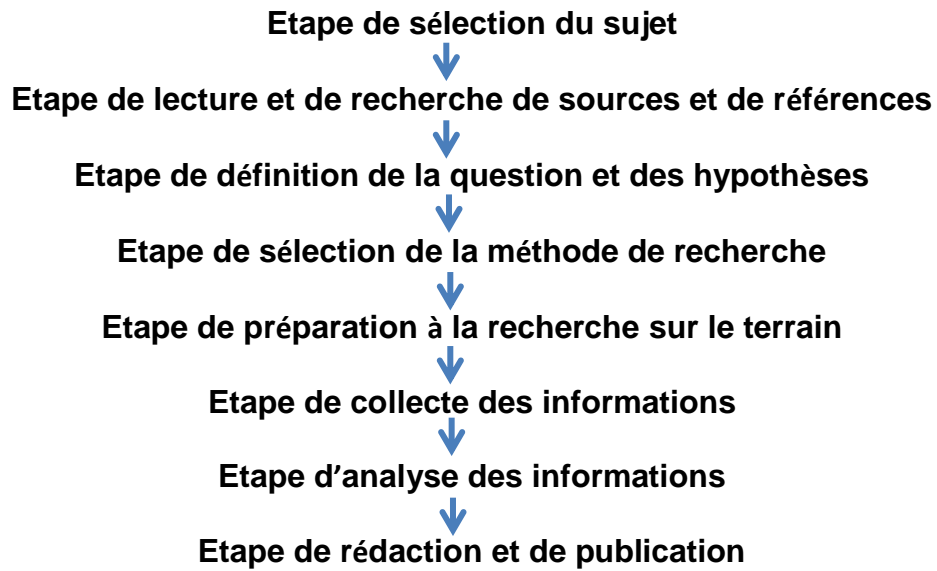 Etape de sélection du sujet
Etape de lecture et de recherche de sources et de références
Etape de définition de la question et des hypothèses
Etape de sélection de la méthode de recherche
Etape de préparation à la recherche sur le terrain
Etape de collecte des informations
Etape d’analyse des informations
Etape de rédaction et de publication